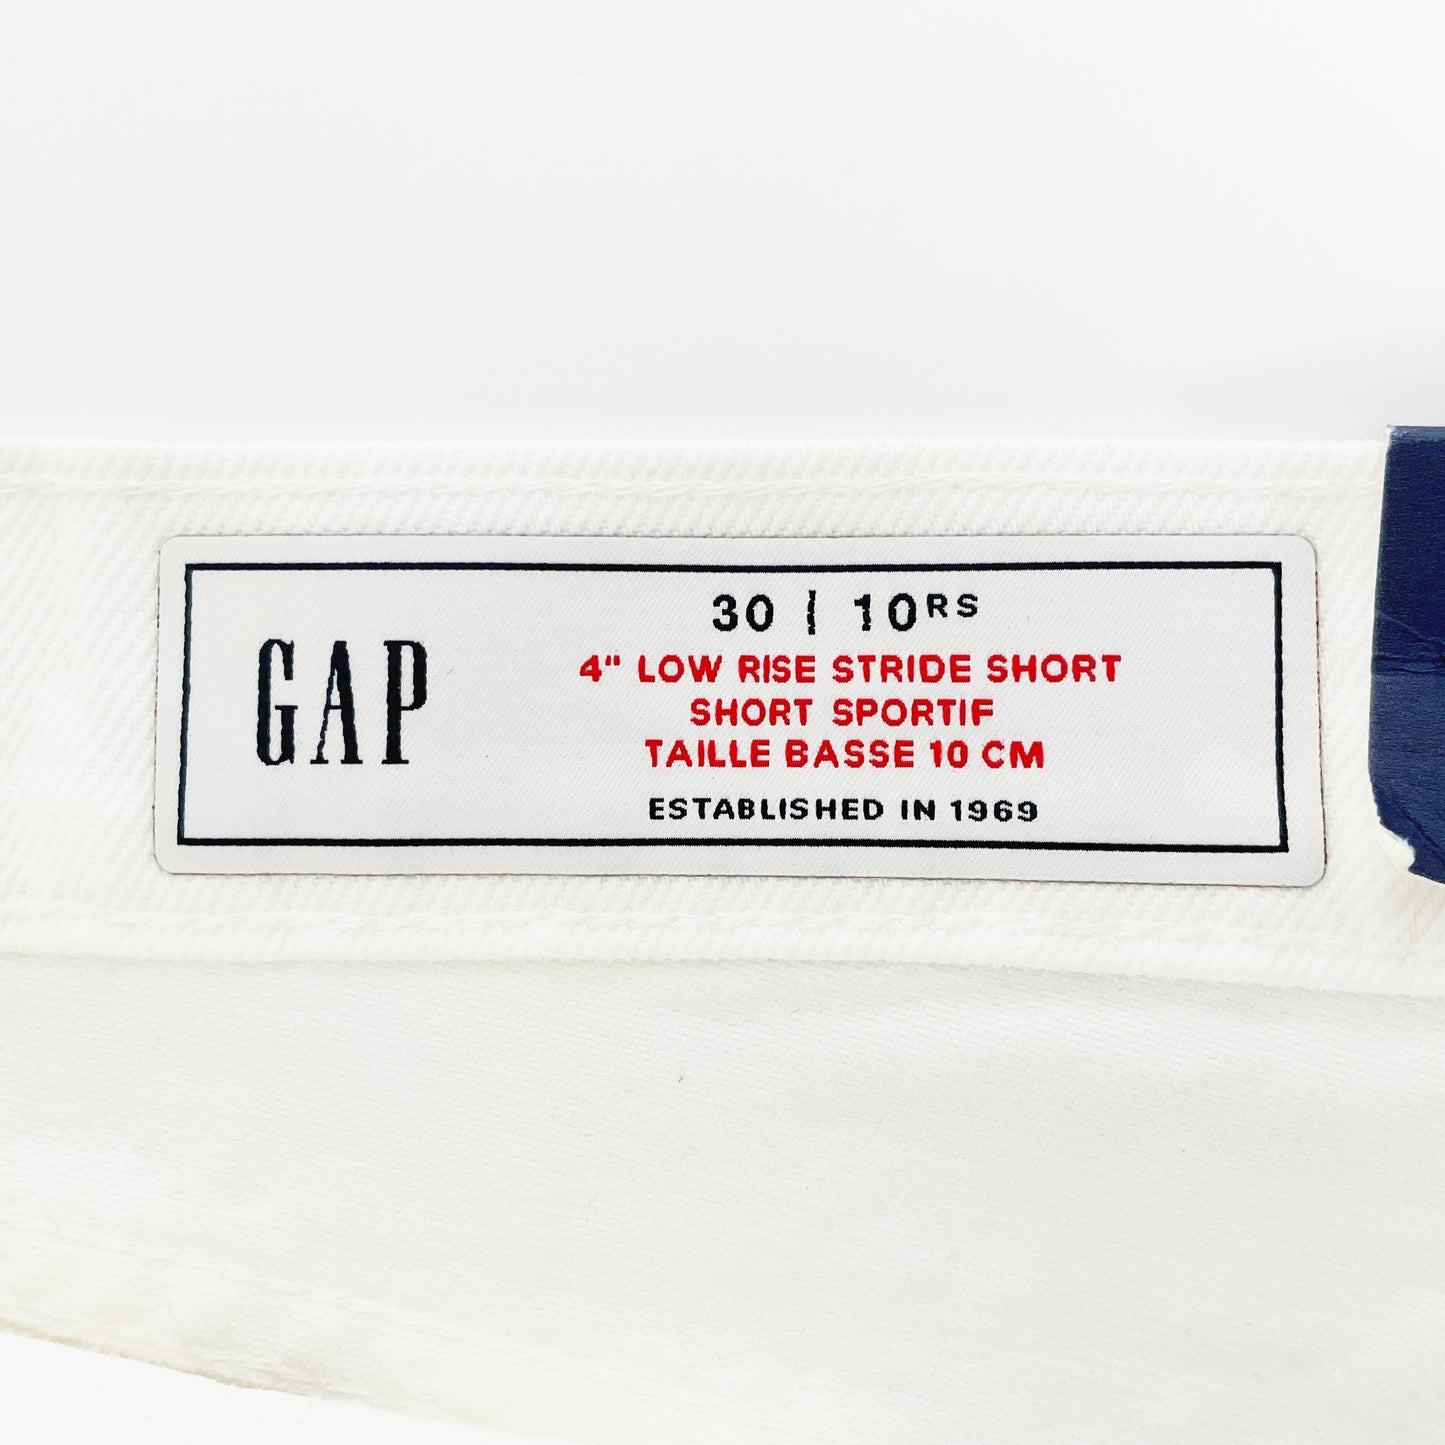 GAP
30 | 10RS
4" LOW RISE STRIDE SHORT
SHORT SPORTIF
TAILLE BASSE 10 CM
ESTABLISHED IN 1969